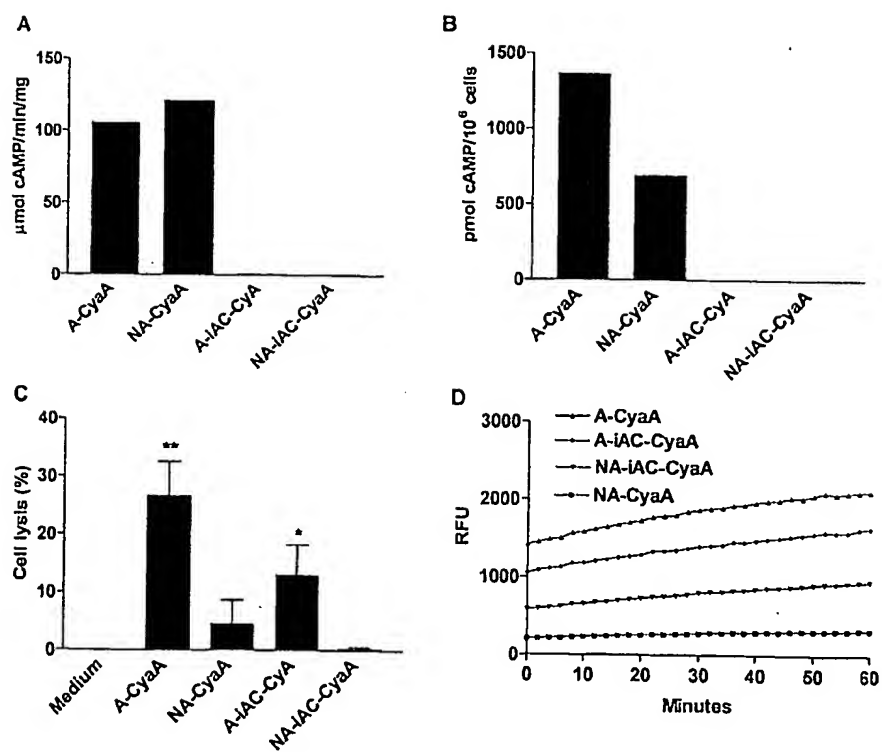 A
µmol cAMP/min/mg
150
100
50
0
A-CyaA
NA-CyaA
A-iAC-CyA
NA-iAC-CyaA
B
pmol cAMP/10⁶ cells
1500
1000
500
0
A-CyaA
NA-CyaA
A-iAC-CyA
NA-iAC-CyaA
C
Cell lysis (%)
40
30
20
10
0
**
*
Medium
A-CyaA
NA-CyaA
A-iAC-CyA
NA-iAC-CyaA
D
RFU
3000
2000
1000
0
A-CyaA
A-iAC-CyaA
NA-iAC-CyaA
NA-CyaA
0 10 20 30 40 50 60
Minutes